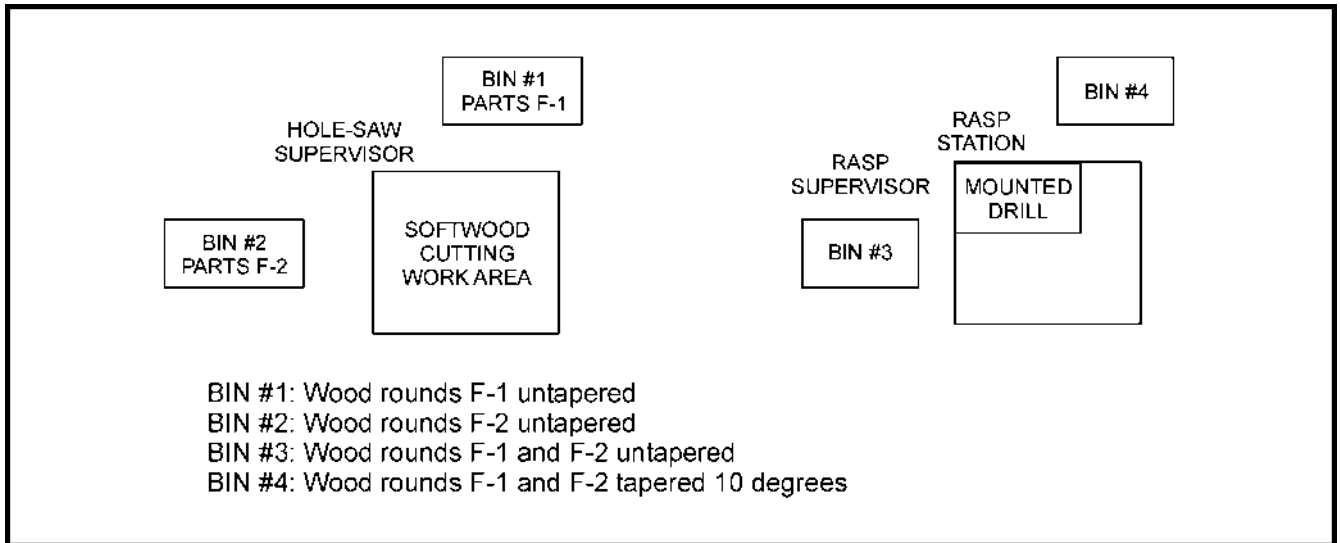 BIN #1
PARTS F-1
HOLE-SAW
SUPERVISOR
BIN #2
PARTS F-2
SOFTWOOD
CUTTING
WORK AREA
BIN #4
RASP
STATION
RASP
SUPERVISOR
MOUNTED
DRILL
BIN #3
BIN #1: Wood rounds F-1 untapered
BIN #2: Wood rounds F-2 untapered
BIN #3: Wood rounds F-1 and F-2 untapered
BIN #4: Wood rounds F-1 and F-2 tapered 10 degrees